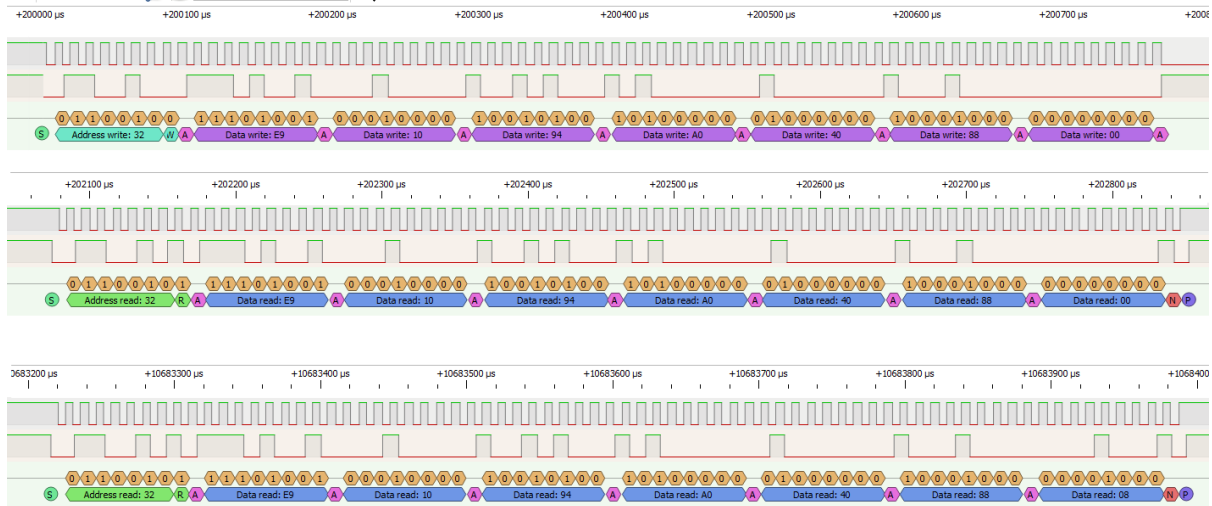 +200000 µs +200100 µs +200200 µs +200300 µs +200400 µs +200500 µs +200600 µs +200700 µs
0 1 1 0 0 1 0 0 1 1 1 0 1 0 0 1 0 0 0 1 0 0 0 0 1 0 0 1 0 1 0 0 1 0 1 0 0 0 0 0 0 1 0 0 0 0 0 0 1 0 0 0 1 0 0 0 0 0 0 0 0 0 0 0
S Address write: 32 W A Data write: E9 A Data write: 10 A Data write: 94 A Data write: A0 A Data write: 40 A Data write: 88 A Data write: 00 A
+202100 µs +202200 µs +202300 µs +202400 µs +202500 µs +202600 µs +202700 µs +202800 µs
0 1 1 0 0 1 0 1 1 1 1 0 1 0 0 1 0 0 0 1 0 0 0 0 1 0 0 1 0 1 0 0 1 0 1 0 0 0 0 0 0 1 0 0 0 0 0 0 1 0 0 0 1 0 0 0 0 0 0 0 0 0 0 0
S Address read: 32 R A Data read: E9 A Data read: 10 A Data read: 94 A Data read: A0 A Data read: 40 A Data read: 88 A Data read: 00 N P
+10683300 µs +10683400 µs +10683500 µs +10683600 µs +10683700 µs +10683800 µs +10683900 µs
0 1 1 0 0 1 0 1 1 1 1 0 1 0 0 1 0 0 0 1 0 0 0 0 1 0 0 1 0 1 0 0 1 0 1 0 0 0 0 0 0 1 0 0 0 0 0 0 1 0 0 0 1 0 0 0 0 0 0 0 1 0 0 0
S Address read: 32 R A Data read: E9 A Data read: 10 A Data read: 94 A Data read: A0 A Data read: 40 A Data read: 88 A Data read: 08 N P